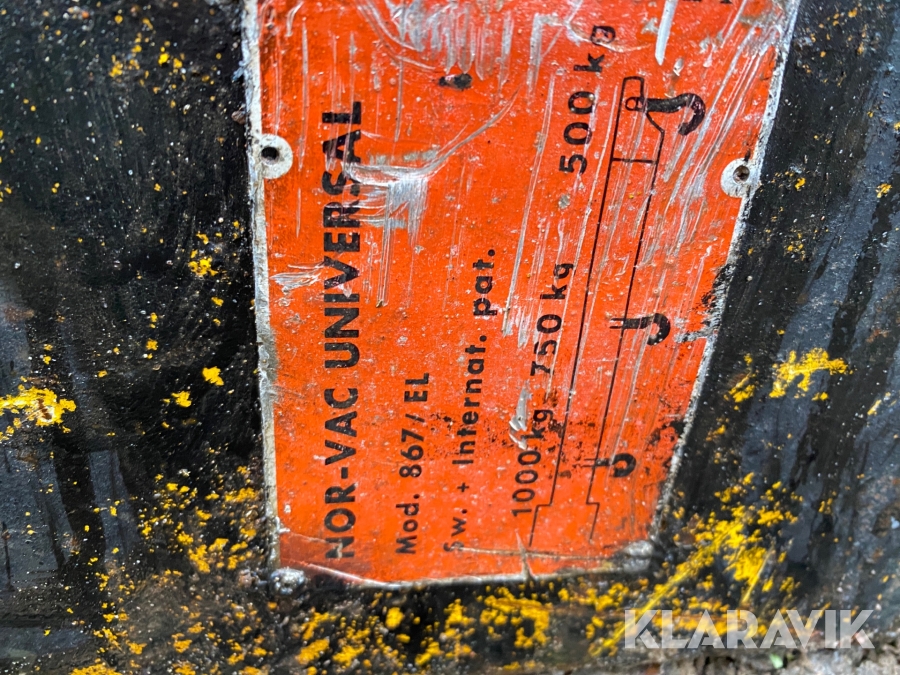 NOR-VAC UNIVERSAL
Mod. 867/EL
Sw. + Internat. pat.
1000 kg 750 kg 500 kg
KLARAVIK